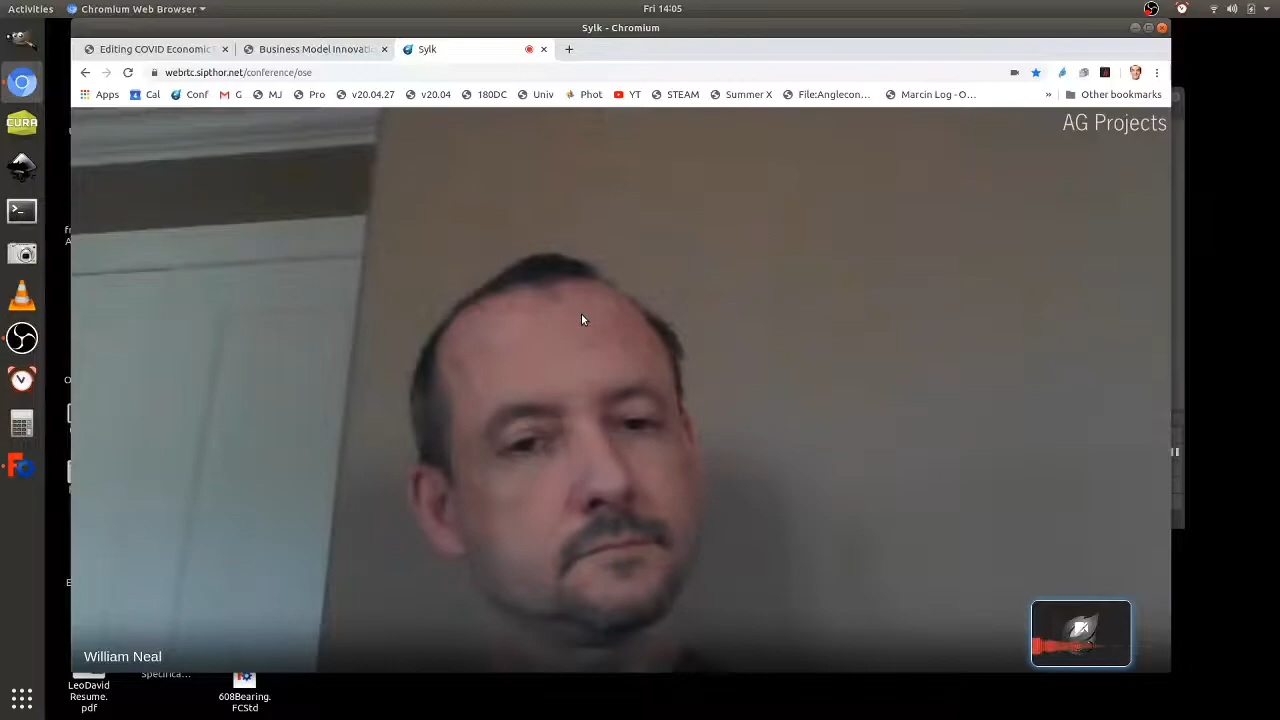 Activities
Chromium Web Browser
Fri 14:05
Sylk - Chromium
Editing COVID Economic
Business Model Innovati
Sylk
webrtc.sipthor.net/conference/ose
Apps
Cal
Conf
G
MJ
Pro
v20.04.27
v20.04
180DC
Univ
Phot
YT
STEAM
Summer X
File:Anglecon…
Marcin Log - O…
»
Other bookmarks
AG Projects
CURA
William Neal
LeoDavid
Resume.
pdf
Specifica…
608Bearing.
FCStd